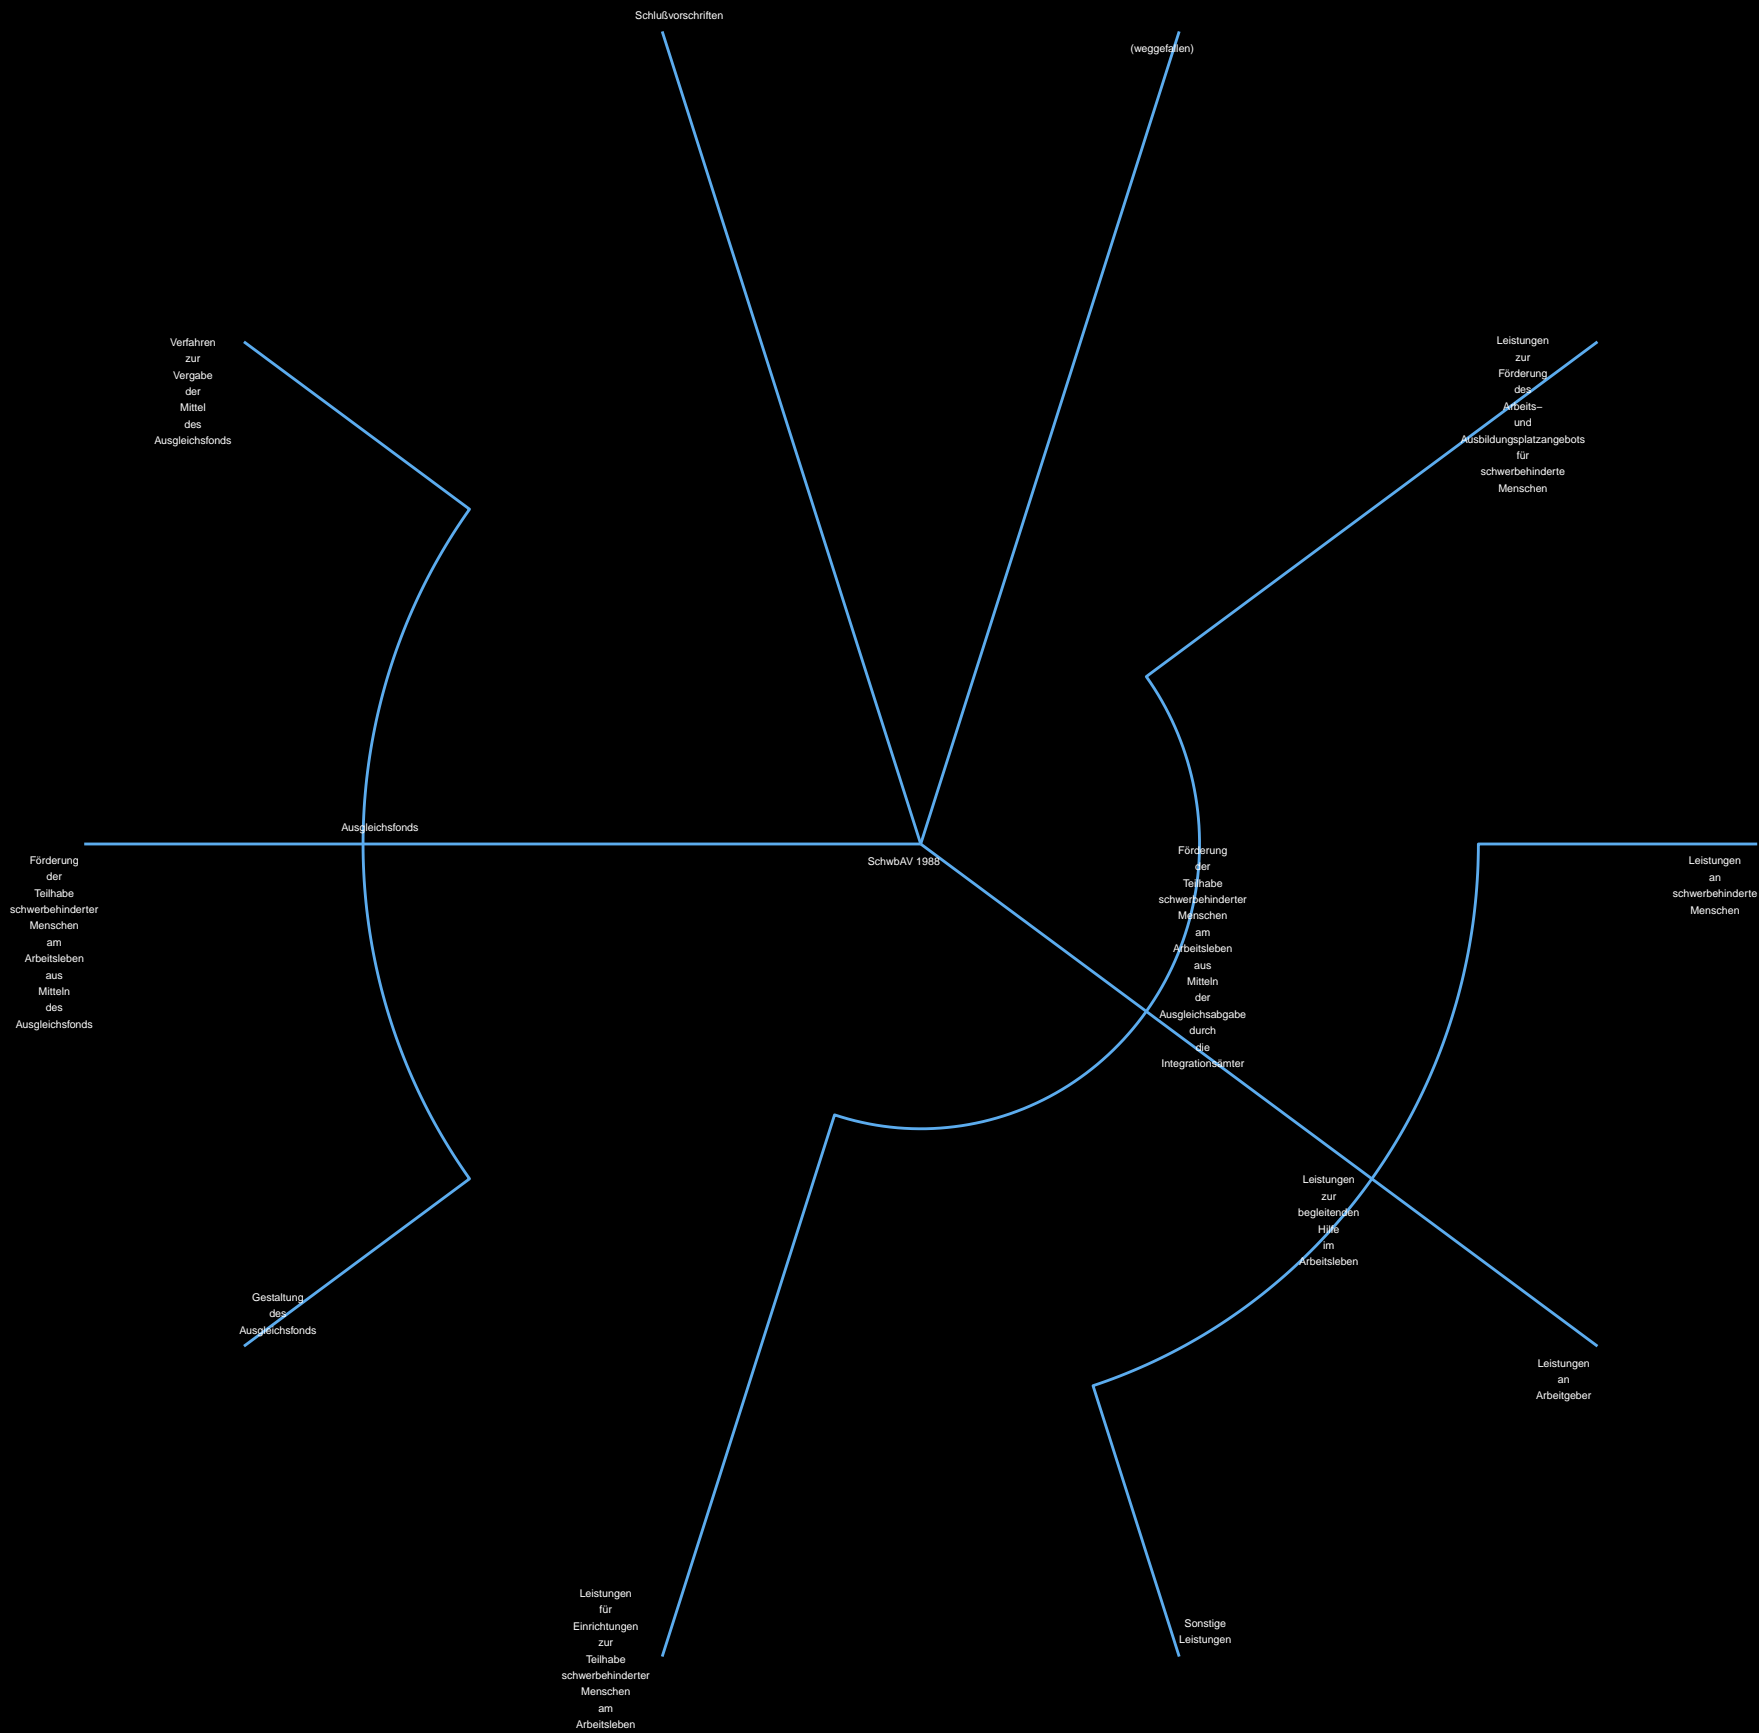 Schlußvorschriften
(weggefallen)
Verfahren
zur
Vergabe
der
Mittel
des
Ausgleichsfonds
Leistungen
zur
Förderung
des
Arbeits–
und
Ausbildungsplatzangebots
für
schwerbehinderte
Menschen
Ausgleichsfonds
Förderung
der
Teilhabe
schwerbehinderter
Menschen
am
Arbeitsleben
aus
Mitteln
des
Ausgleichsfonds
SchwbAV 1988
Förderung
der
Teilhabe
schwerbehinderter
Menschen
am
Arbeitsleben
aus
Mitteln
der
Ausgleichsabgabe
durch
die
Integrationsämter
Leistungen
an
schwerbehinderte
Menschen
Leistungen
zur
begleitenden
Hilfe
im
Arbeitsleben
Gestaltung
des
Ausgleichsfonds
Leistungen
an
Arbeitgeber
Leistungen
für
Einrichtungen
zur
Teilhabe
schwerbehinderter
Menschen
am
Arbeitsleben
Sonstige
Leistungen